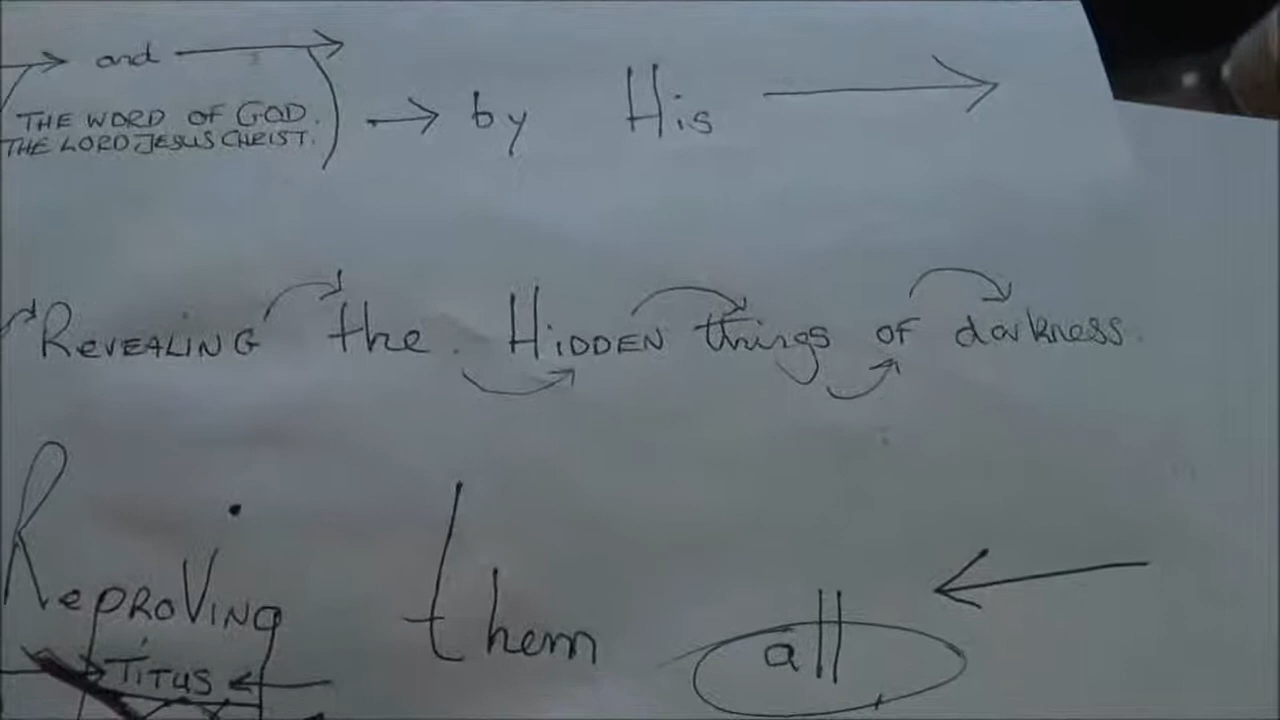 and
THE WORD OF GOD.
THE LORD JESUS CHRIST.
by His
REVEALING the HIDDEN things of darkness.
REPROVING them all
TITUS